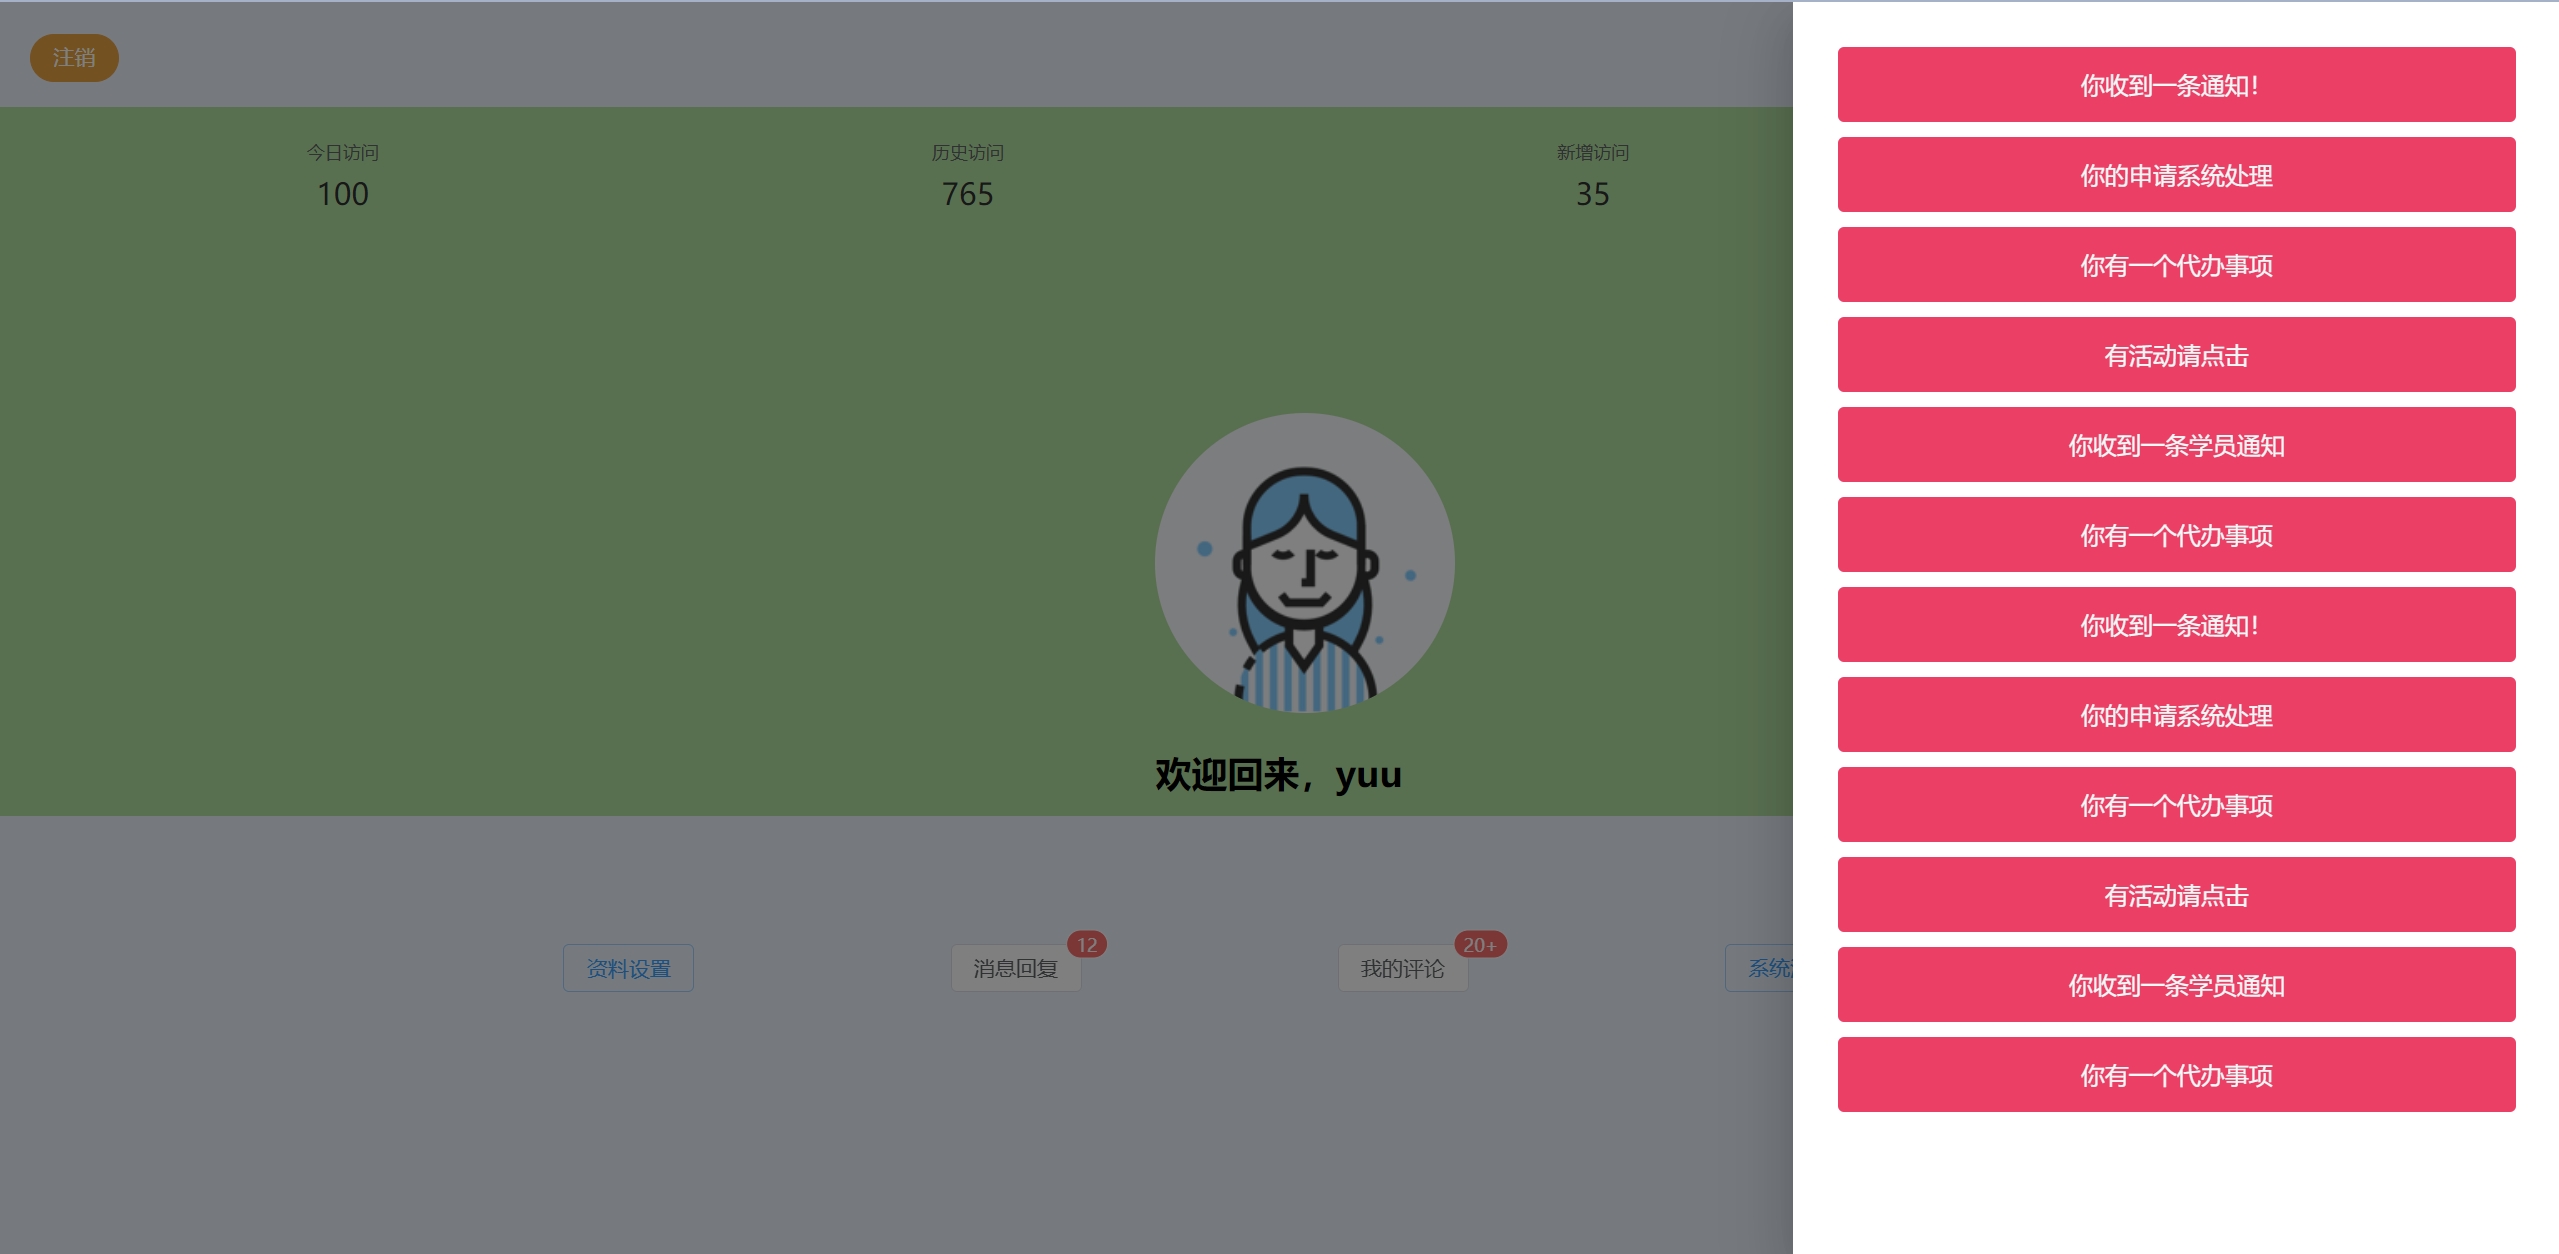 注销
今日访问
100
历史访问
765
新增访问
35
欢迎回来，yuu
资料设置
消息回复
12
我的评论
20+
系统
你收到一条通知！
你的申请系统处理
你有一个代办事项
有活动请点击
你收到一条学员通知
你有一个代办事项
你收到一条通知！
你的申请系统处理
你有一个代办事项
有活动请点击
你收到一条学员通知
你有一个代办事项